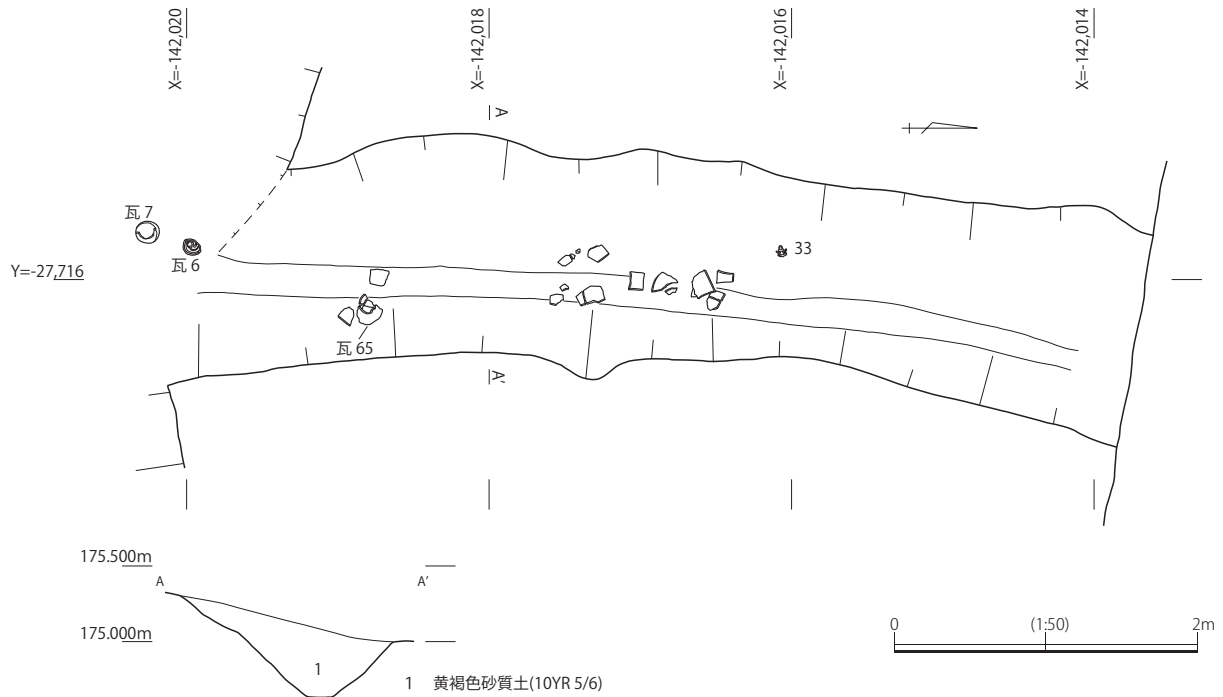 X=-142,020
X=-142,018
X=-142,016
X=-142,014
A
瓦 7
瓦 6
33
Y=-27,716
瓦 65
A'
175.500m
A
A'
175.000m
1
1 黄褐色砂質土(10YR 5/6)
0 (1:50) 2m